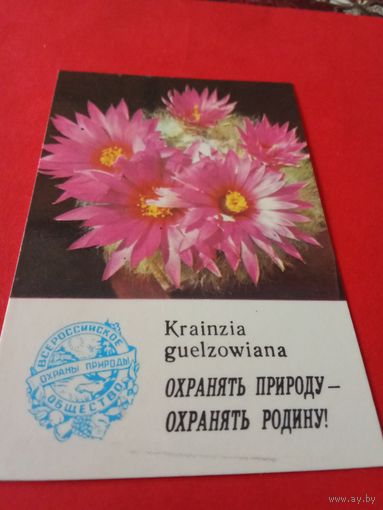 Krainzia
guelzowiana
ОХРАНЯТЬ ПРИРОДУ —
ОХРАНЯТЬ РОДИНУ!
ВСЕРОССИЙСКОЕ
ОХРАНЫ ПРИРОДЫ
ОБЩЕСТВО
www.ay.by